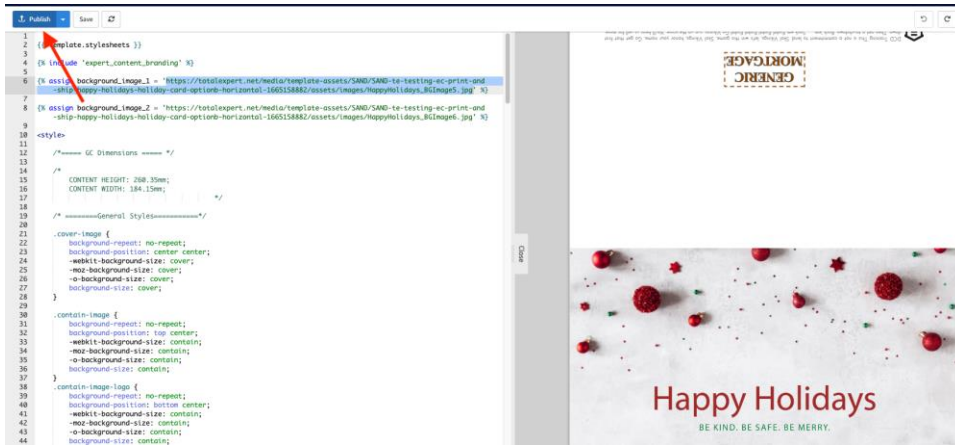 Publish
Save
1
2 {{ template.stylesheets }}
3
4 {% include 'expert_content_branding' %}
5
6 {% assign background_image_1 = 'https://totalexpert.net/media/template-assets/SAND/SAND-te-testing-ec-print-and
-ship-happy-holidays-holiday-card-optionb-horizontal-1665158882/assets/images/HappyHolidays_BGImage5.jpg' %}
7
8 {% assign background_image_2 = 'https://totalexpert.net/media/template-assets/SAND/SAND-te-testing-ec-print-and
-ship-happy-holidays-holiday-card-optionb-horizontal-1665158882/assets/images/HappyHolidays_BGImage6.jpg' %}
9
10 <style>
11
12 /*===== GC Dimensions ===== */
13
14 /*
15 CONTENT HEIGHT: 260.35mm;
16 CONTENT WIDTH: 184.15mm;
17 */
18
19 /* ========General Styles===========*/
20
21 .cover-image {
22 background-repeat: no-repeat;
23 background-position: center center;
24 -webkit-background-size: cover;
25 -moz-background-size: cover;
26 -o-background-size: cover;
27 background-size: cover;
28 }
29
30 .contain-image {
31 background-repeat: no-repeat;
32 background-position: top center;
33 -webkit-background-size: contain;
34 -moz-background-size: contain;
35 -o-background-size: contain;
36 background-size: contain;
37 }
38 .contain-image-logo {
39 background-repeat: no-repeat;
40 background-position: bottom center;
41 -webkit-background-size: contain;
42 -moz-background-size: contain;
43 -o-background-size: contain;
44 background-size: contain;
Close
GENERIC
MORTGAGE
Happy Holidays
BE KIND. BE SAFE. BE MERRY.